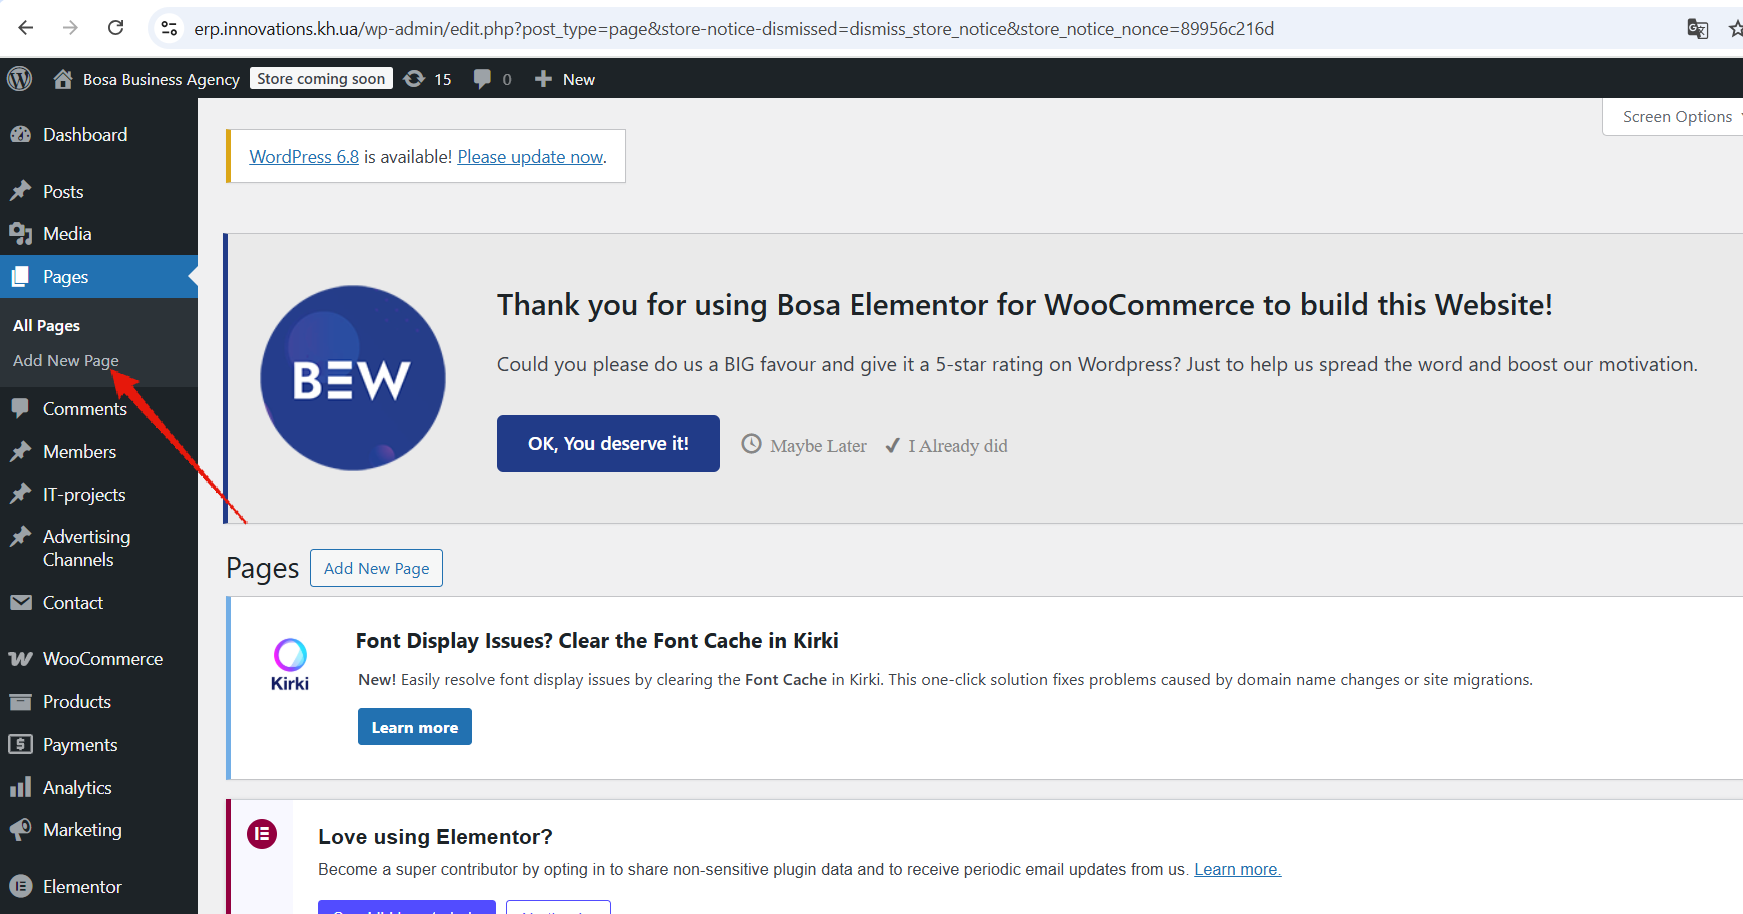 erp.innovations.kh.ua/wp-admin/edit.php?post_type=page&store-notice-dismissed=dismiss_store_notice&store_notice_nonce=89956c216d
Bosa Business Agency Store coming soon 15 0 New
Screen Options
Dashboard
Posts
Media
Pages
All Pages
Add New Page
Comments
Members
IT-projects
Advertising
Channels
Contact
WooCommerce
Products
Payments
Analytics
Marketing
Elementor
WordPress 6.8 is available! Please update now.
BEW
Thank you for using Bosa Elementor for WooCommerce to build this Website!
Could you please do us a BIG favour and give it a 5-star rating on Wordpress? Just to help us spread the word and boost our motivation.
OK, You deserve it! Maybe Later I Already did
Pages Add New Page
Kirki
Font Display Issues? Clear the Font Cache in Kirki
New! Easily resolve font display issues by clearing the Font Cache in Kirki. This one-click solution fixes problems caused by domain name changes or site migrations.
Learn more
Love using Elementor?
Become a super contributor by opting in to share non-sensitive plugin data and to receive periodic email updates from us. Learn more.